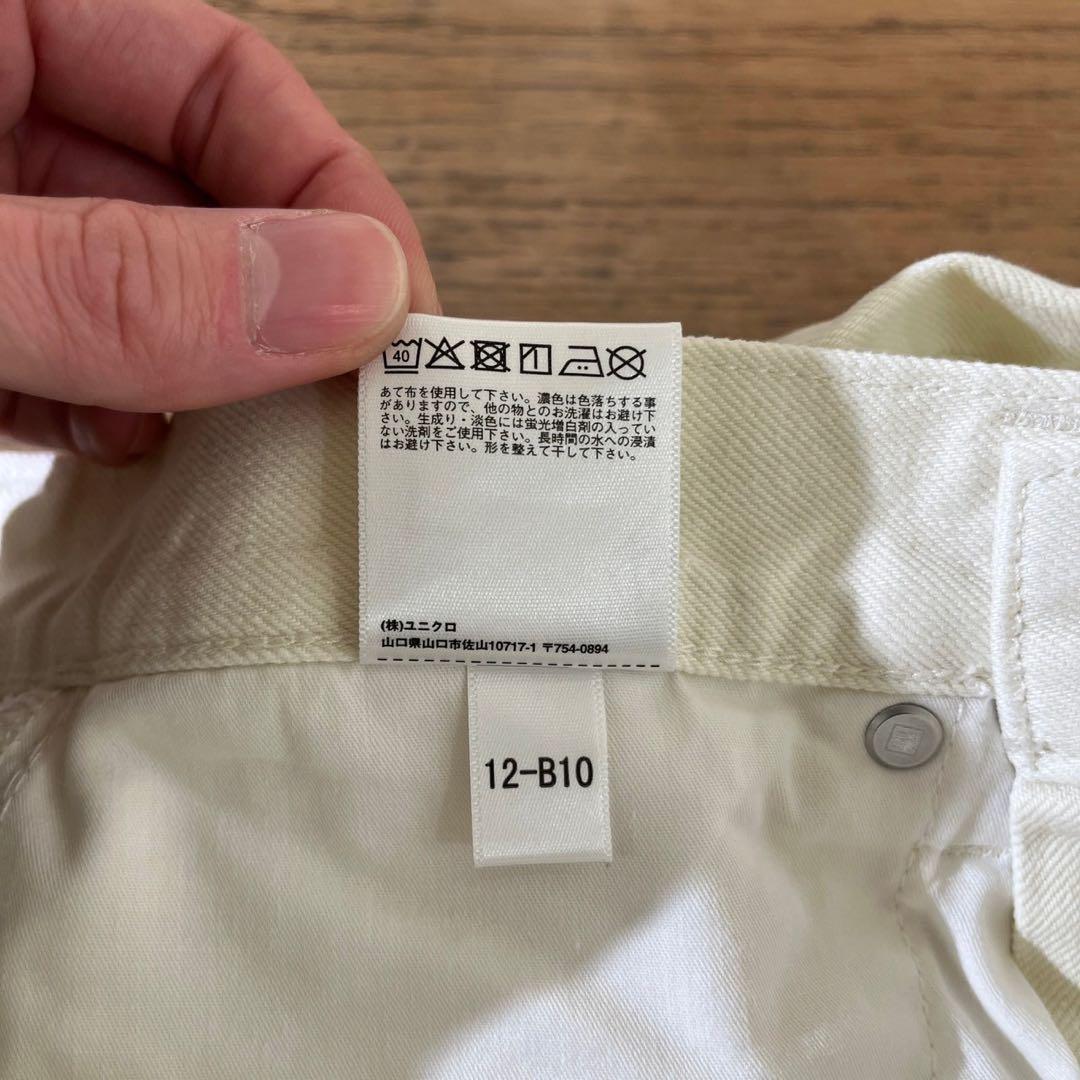 40
あて布を使用して下さい。濃色は色落ちする事
がありますので、他の物とのお洗濯はお避け下
さい。生成り・淡色には蛍光増白剤の入ってい
ない洗剤をご使用下さい。長時間の水への浸漬
はお避け下さい。形を整えて干して下さい。
(株)ユニクロ
山口県山口市佐山10717-1 〒754-0894
12-B10